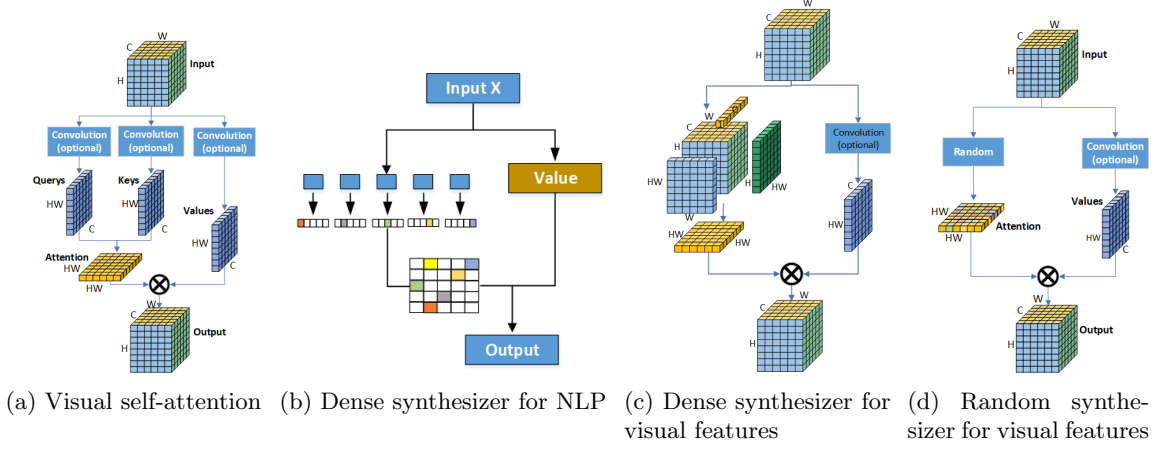 W
C
Input
H
Convolution
(optional)
Convolution
(optional)
Convolution
(optional)
Querys
HW
C
Keys
HW
C
Values
HW
C
Attention
HW
HW
W
C
H
Output
(a) Visual self-attention
Input X
Value
Output
(b) Dense synthesizer for NLP
W
C
H
W
C
H
HW
H
HW
W
HW
HW
Convolution
(optional)
C
HW
W
C
H
(c) Dense synthesizer for
visual features
W
C
H
Input
Random
Convolution
(optional)
HW
HW
Attention
Values
HW
C
W
C
H
Output
(d) Random synthe-
sizer for visual features